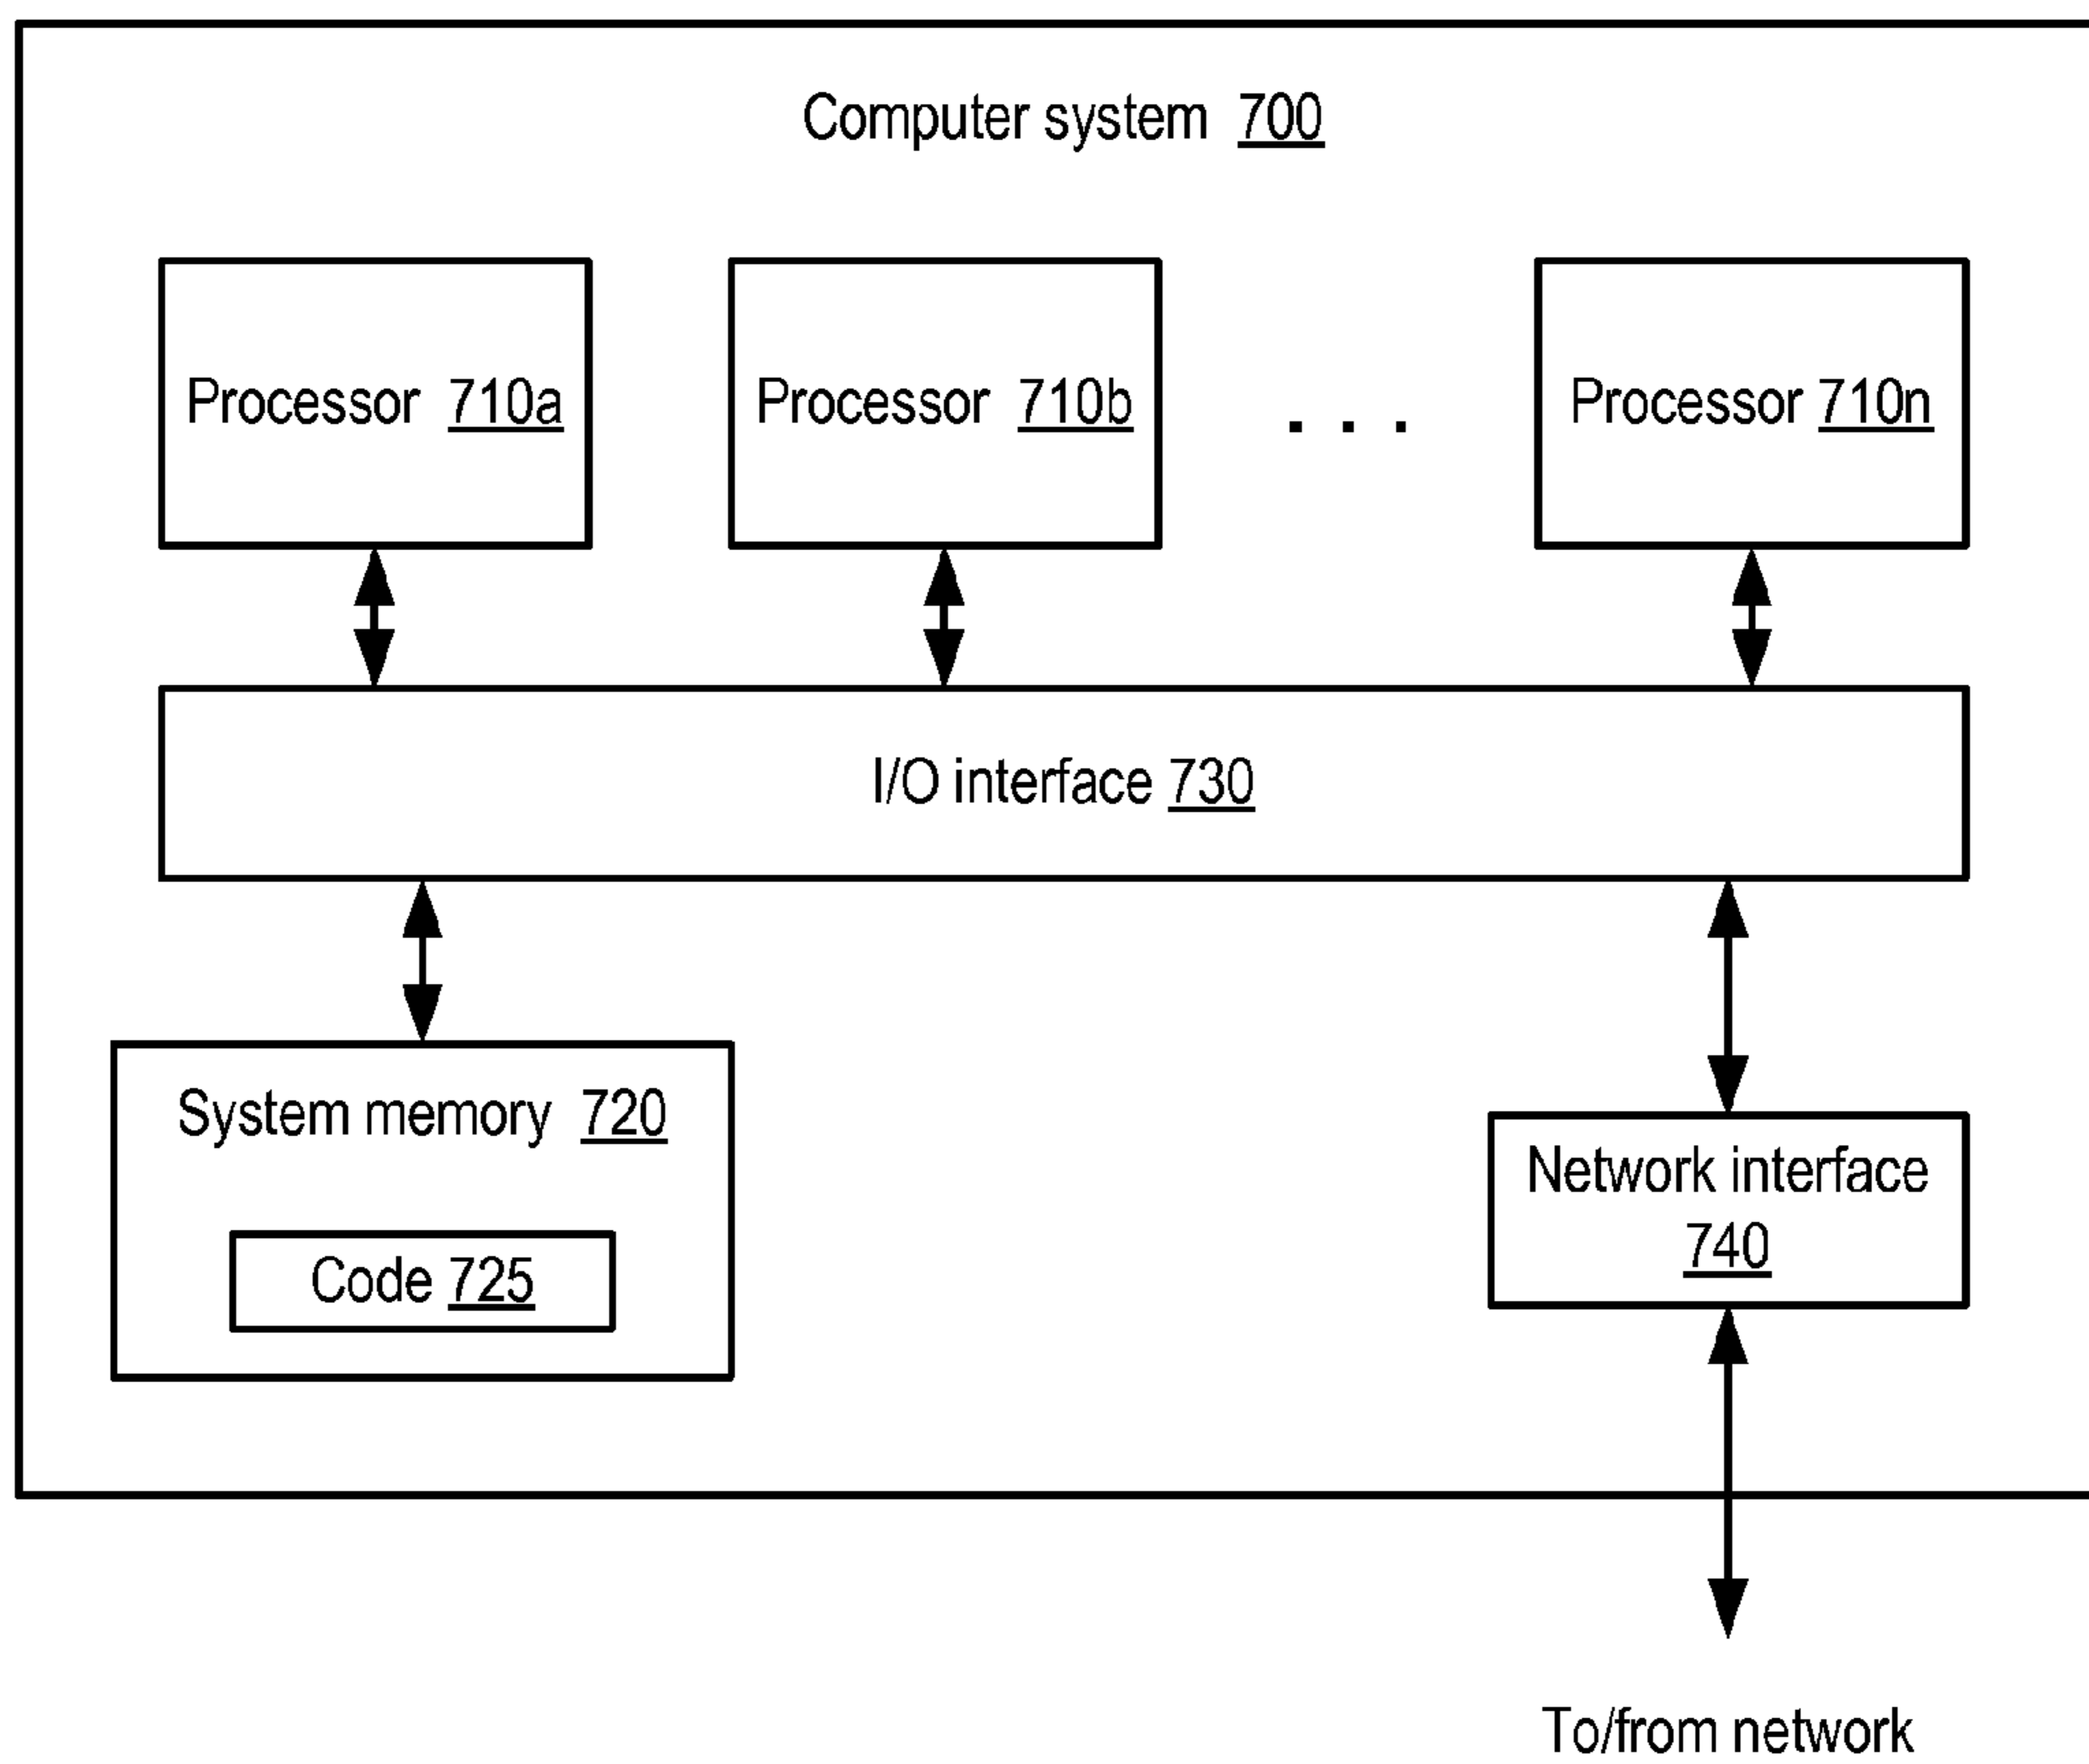 Computer system 700
Processor 710a
Processor 710b
. . .
Processor 710n
I/O interface 730
System memory 720
Code 725
Network interface
740
To/from network